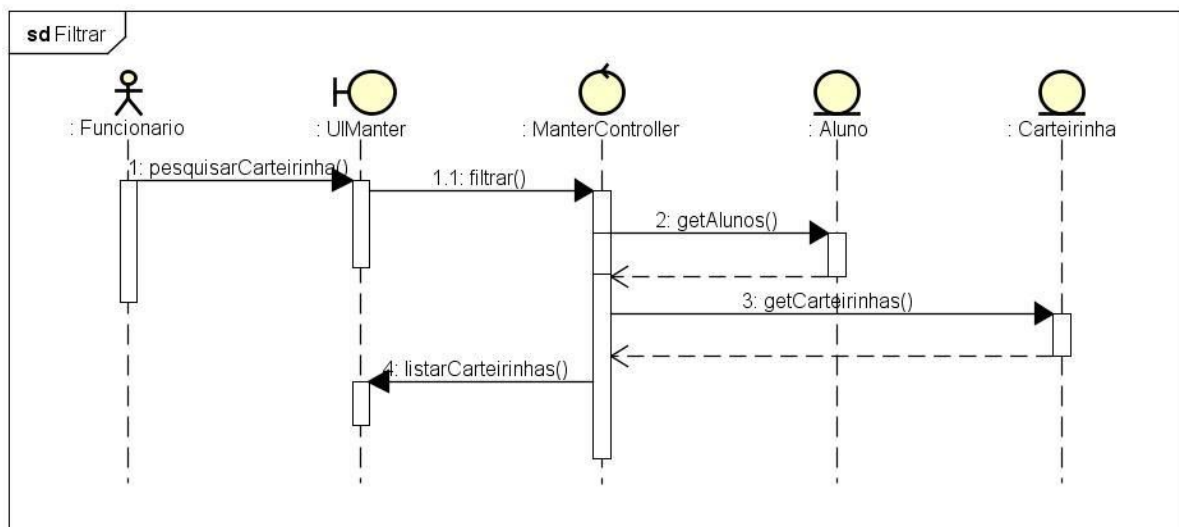 sd Filtrar
: Funcionario
: UIManter
: ManterController
: Aluno
: Carteirinha
1: pesquisarCarteirinha()
1.1: filtrar()
2: getAlunos()
3: getCarteirinhas()
4: listarCarteirinhas()